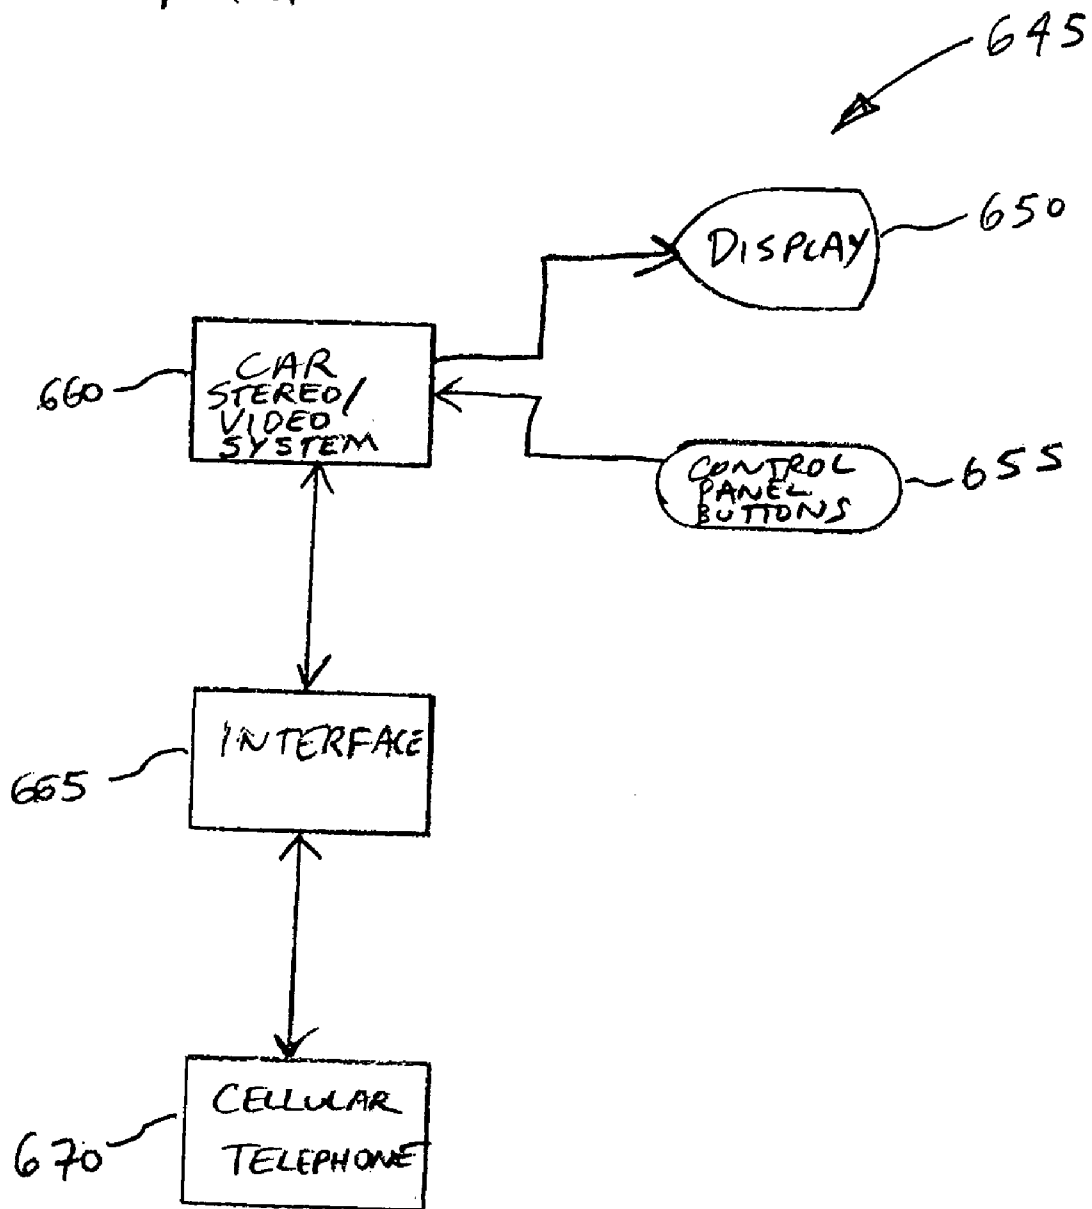 645
DISPLAY
650
660
CAR
STEREO/
VIDEO
SYSTEM
CONTROL
PANEL
BUTTONS
655
INTERFACE
665
CELLULAR
TELEPHONE
670